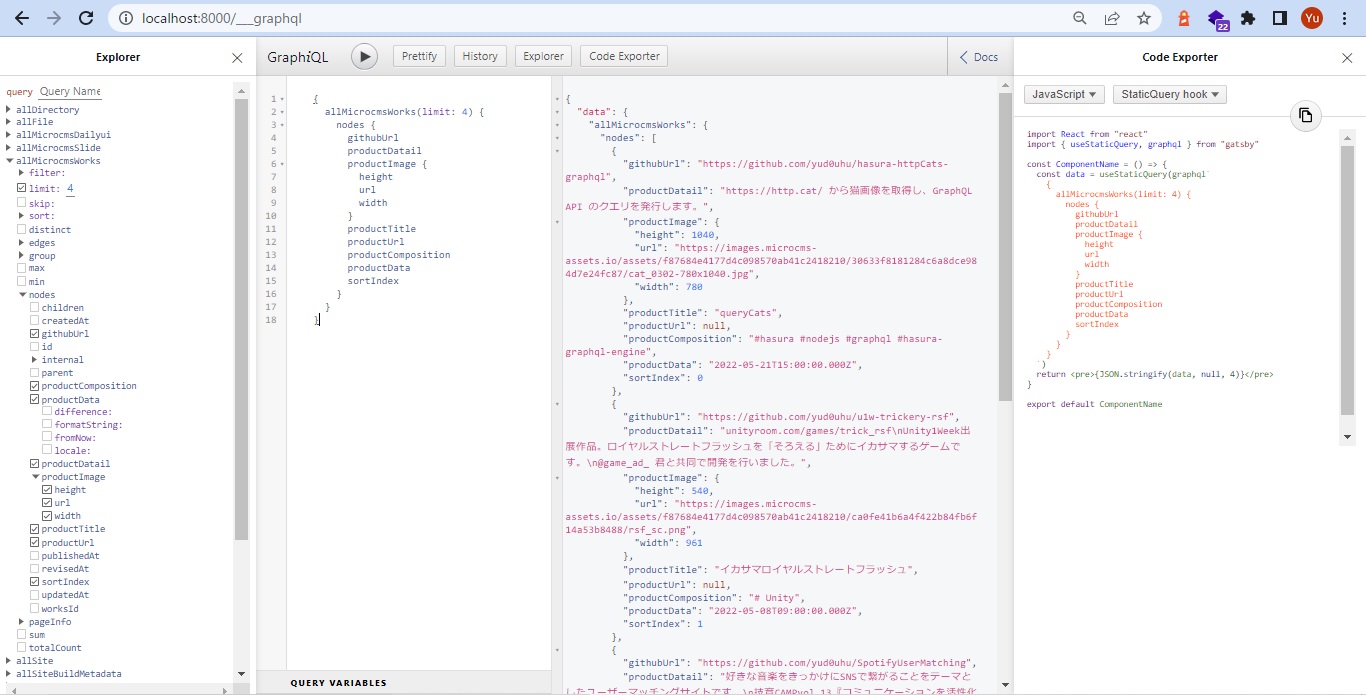 localhost:8000/___graphql
22
Yu
Explorer
query Query Name
allDirectory
allFile
allMicrocmsDailyui
allMicrocmsSlide
allMicrocmsWorks
filter:
limit: 4
skip:
sort:
distinct
edges
group
max
min
nodes
children
createdAt
githubUrl
id
internal
parent
productComposition
productData
difference:
formatString:
fromNow:
locale:
productDatail
productImage
height
url
width
productTitle
productUrl
publishedAt
revisedAt
sortIndex
updatedAt
worksId
pageInfo
sum
totalCount
allSite
allSiteBuildMetadata
GraphiQL
Prettify
History
Explorer
Code Exporter
Docs
1 {
2 allMicrocmsWorks(limit: 4) {
3 nodes {
4 githubUrl
5 productDatail
6 productImage {
7 height
8 url
9 width
10 }
11 productTitle
12 productUrl
13 productComposition
14 productData
15 sortIndex
16 }
17 }
18 }
QUERY VARIABLES
{
"data": {
"allMicrocmsWorks": {
"nodes": [
{
"githubUrl": "https://github.com/yud0uhu/hasura-httpCats-
graphql",
"productDatail": "https://http.cat/ から猫画像を取得し、GraphQL
API のクエリを発行します。",
"productImage": {
"height": 1040,
"url": "https://images.microcms-
assets.io/assets/f87684e4177d4c098570ab41c2418210/30633f8181284c6a8dce98
4d7e24fc87/cat_0302-780x1040.jpg",
"width": 780
},
"productTitle": "queryCats",
"productUrl": null,
"productComposition": "#hasura #nodejs #graphql #hasura-
graphql-engine",
"productData": "2022-05-21T15:00:00.000Z",
"sortIndex": 0
},
{
"githubUrl": "https://github.com/yud0uhu/u1w-trickery-rsf",
"productDatail": "unityroom.com/games/trick_rsf\nUnity1Week出
展作品。ロイヤルストレートフラッシュを「そろえる」ためにイカサマするゲームで
す。\n@game_ad_ 君と共同で開発を行いました。",
"productImage": {
"height": 540,
"url": "https://images.microcms-
assets.io/assets/f87684e4177d4c098570ab41c2418210/ca0fe41b6a4f422b84fb6f
14a53b8488/rsf_sc.png",
"width": 961
},
"productTitle": "イカサマロイヤルストレートフラッシュ",
"productUrl": null,
"productComposition": "# Unity",
"productData": "2022-05-08T09:00:00.000Z",
"sortIndex": 1
},
{
"githubUrl": "https://github.com/yud0uhu/SpotifyUserMatching",
"productDatail": "好きな音楽をきっかけにSNSで繋がることをテーマと
したユーザーマッチングサイトです。\n技育CAMPvol.13『コミュニケーションを活性化
Code Exporter
JavaScript
StaticQuery hook
import React from "react"
import { useStaticQuery, graphql } from "gatsby"
const ComponentName = () => {
const data = useStaticQuery(graphql`
{
allMicrocmsWorks(limit: 4) {
nodes {
githubUrl
productDatail
productImage {
height
url
width
}
productTitle
productUrl
productComposition
productData
sortIndex
}
}
}
`)
return <pre>{JSON.stringify(data, null, 4)}</pre>
}
export default ComponentName